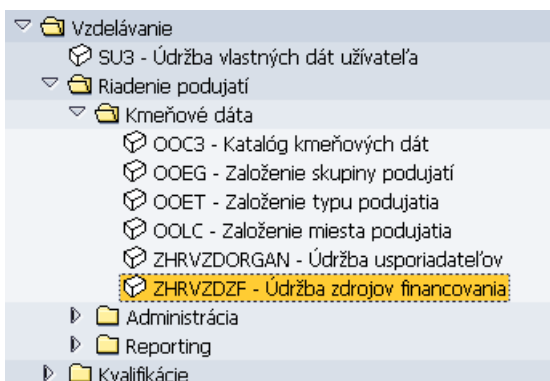 Vzdelávanie
SU3 - Údržba vlastných dát užívateľa
Riadenie podujatí
Kmeňové dáta
OOC3 - Katalóg kmeňových dát
OOEG - Založenie skupiny podujatí
OOET - Založenie typu podujatia
OOLC - Založenie miesta podujatia
ZHRVZDORGAN - Údržba usporiadateľov
ZHRVZDZF - Údržba zdrojov financovania
Administrácia
Reporting
Kvalifikácie